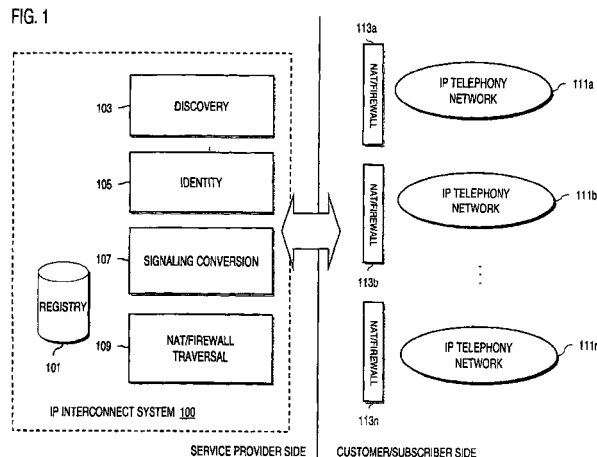 FIG. 1
113a
103
DISCOVERY
NAT/FIREWALL
IP TELEPHONY
NETWORK
111a
105
IDENTITY
NAT/FIREWALL
IP TELEPHONY
NETWORK
111b
107
SIGNALING CONVERSION
113b
REGISTRY
101
109
NAT/FIREWALL
TRAVERSAL
NAT/FIREWALL
IP TELEPHONY
NETWORK
111n
113n
IP INTERCONNECT SYSTEM 100
SERVICE PROVIDER SIDE
CUSTOMER/SUBSCRIBER SIDE